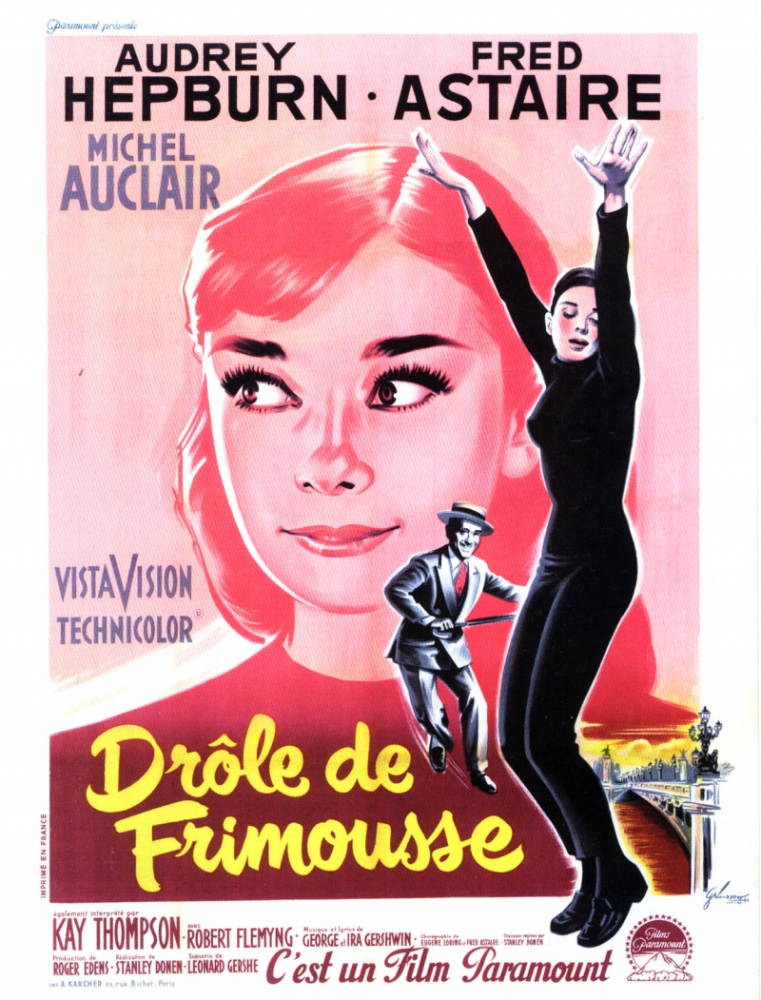 Paramount présente
AUDREY HEPBURN · FRED ASTAIRE
MICHEL
AUCLAIR
VISTAVISION
TECHNICOLOR
Drôle de
Frimousse
IMPRIMÉ EN FRANCE
également interprété par
KAY THOMPSON · avec ROBERT FLEMYNG · Musique et lyrics de GEORGE et IRA GERSHWIN · Chorégraphie de EUGENE LORING et FRED ASTAIRE · Chansons réglées par STANLEY DONEN
Production de ROGER EDENS · Réalisation de STANLEY DONEN · Scénario de LEONARD GERSHE
C'est un Film Paramount
Films
Paramount
IMP. A. KARCHER 25, rue Bichat. Paris